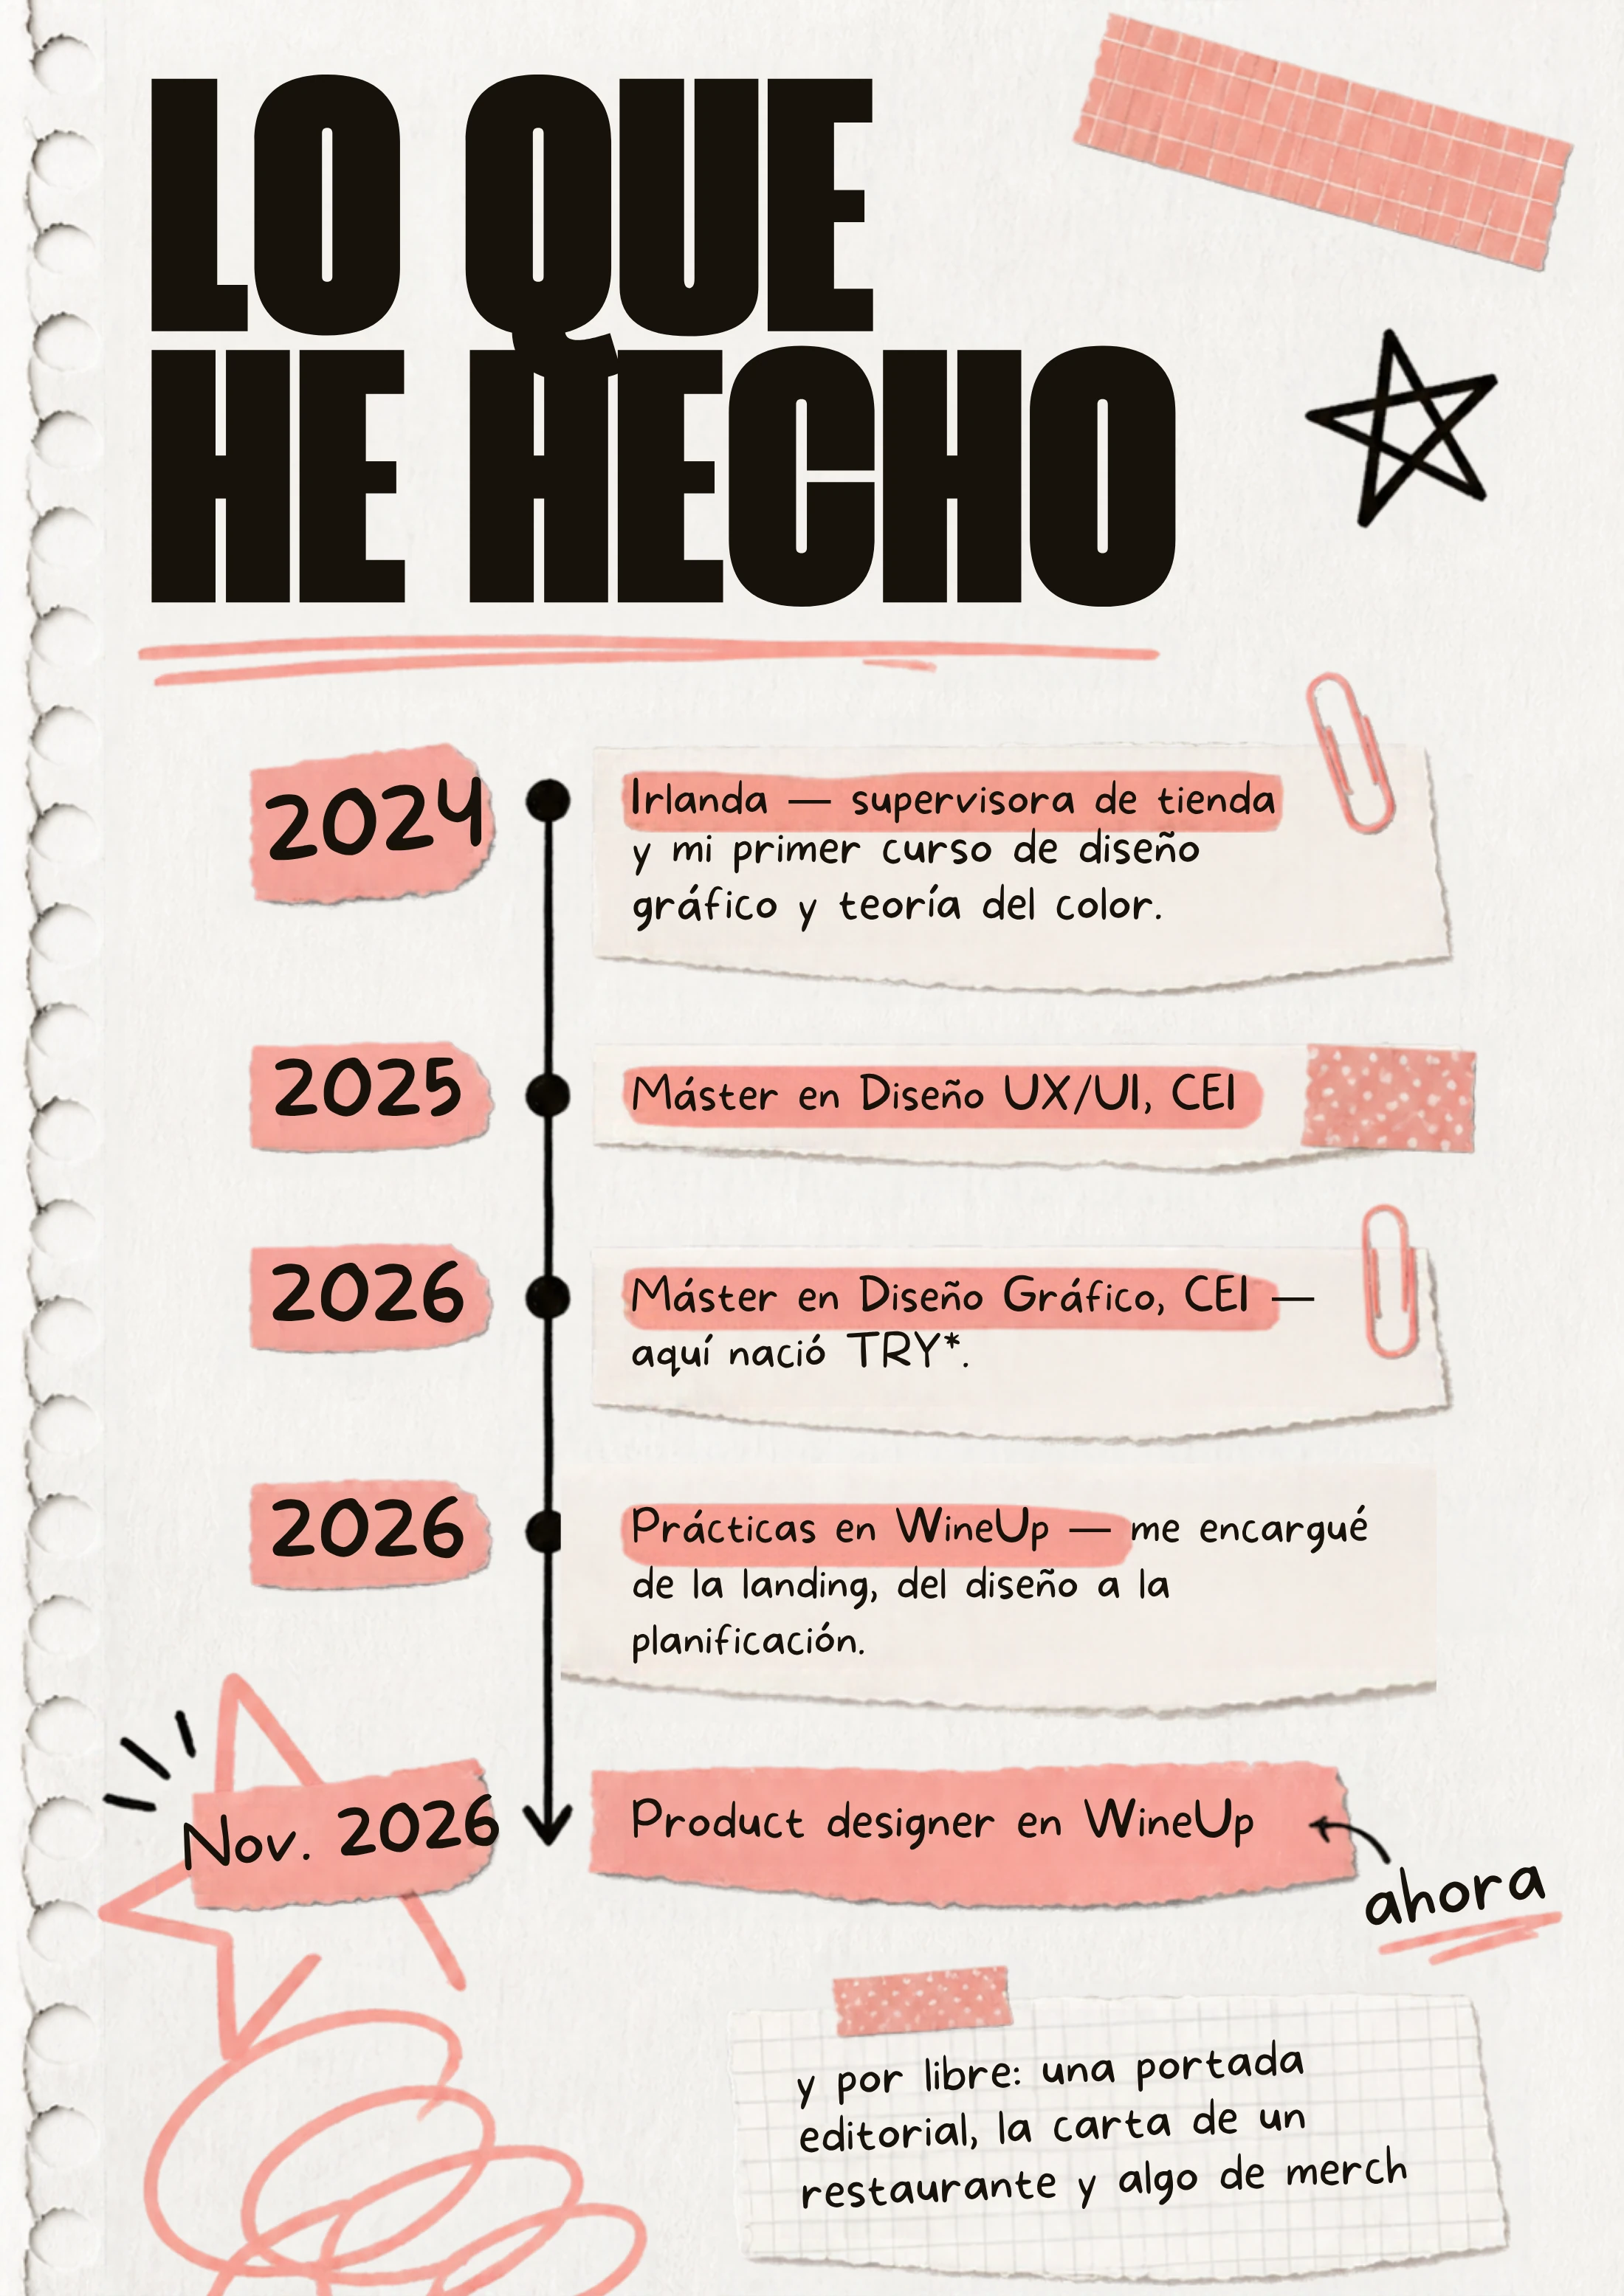 LO QUE
HE HECHO
2024
Irlanda — supervisora de tienda
y mi primer curso de diseño
gráfico y teoría del color.
2025
Máster en Diseño UX/UI, CEI
2026
Máster en Diseño Gráfico, CEI —
aquí nació TRY*.
2026
Prácticas en WineUp — me encargué
de la landing, del diseño a la
planificación.
Nov. 2026
Product designer en WineUp
ahora
y por libre: una portada
editorial, la carta de un
restaurante y algo de merch